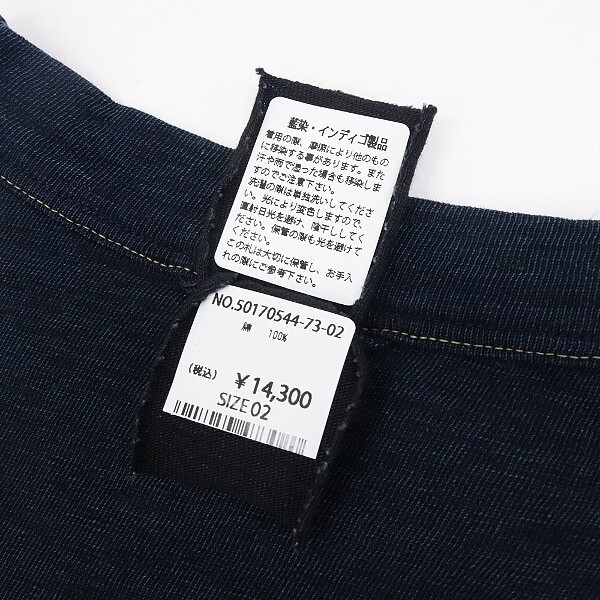 藍染・インディゴ製品
着用の際、摩擦により他のもの
に移染する事があります。また
汗や雨で湿った場合も移染しま
すのでご注意下さい。
洗濯の際は単独洗いしてくださ
い。光により変色しますので、
直射日光を避け、陰干ししてく
ださい。保管の際も光を避けて
ください。
この札は大切に保管し、お手入
れの際にご参考下さい。
NO.50170544-73-02
綿 100%
(税込) ¥14,300
SIZE 02